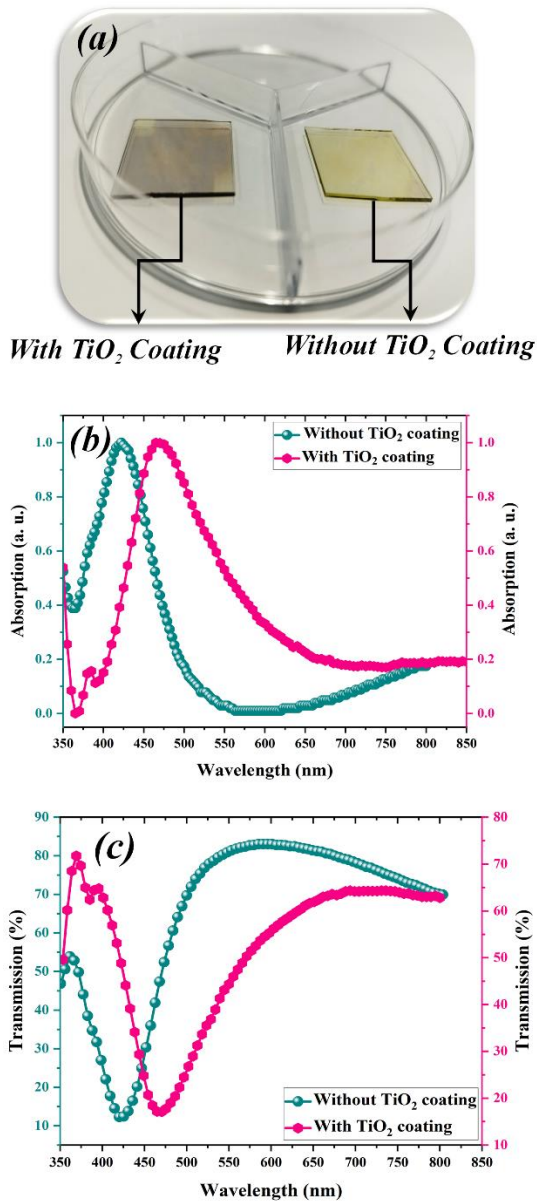 (a)
With TiO₂ Coating
Without TiO₂ Coating
(b)
Without TiO₂ coating
With TiO₂ coating
1.0
0.8
0.6
0.4
0.2
0.0
Absorption (a. u.)
1.0
0.8
0.6
0.4
0.2
0.0
Absorption (a. u.)
350 400 450 500 550 600 650 700 750 800 850
Wavelength (nm)
(c)
90
80
70
60
50
40
30
20
10
Transmission (%)
80
70
60
50
40
30
20
10
Transmission (%)
Without TiO₂ coating
With TiO₂ coating
350 400 450 500 550 600 650 700 750 800 850
Wavelength (nm)